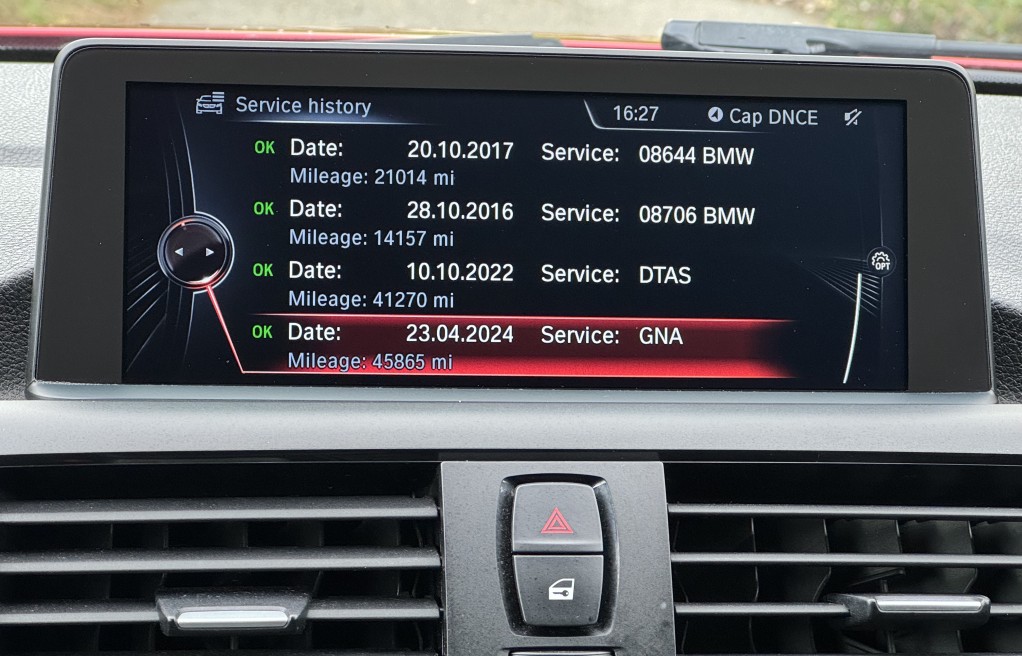 Service history 16:27 Cap DNCE
OK Date: 20.10.2017 Service: 08644 BMW
Mileage: 21014 mi
OK Date: 28.10.2016 Service: 08706 BMW
Mileage: 14157 mi
OK Date: 10.10.2022 Service: DTAS
OPT
Mileage: 41270 mi
OK Date: 23.04.2024 Service: GNA
Mileage: 45865 mi